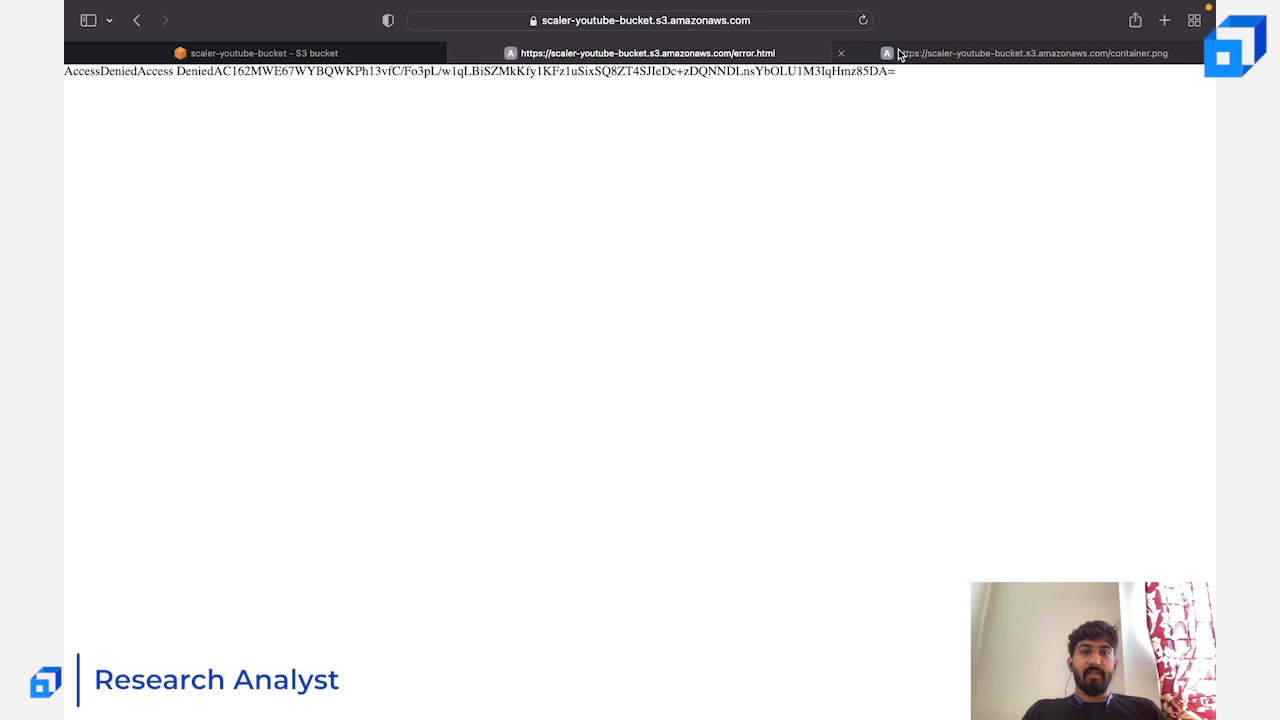 scaler-youtube-bucket.s3.amazonaws.com
scaler-youtube-bucket - S3 bucket
A https://scaler-youtube-bucket.s3.amazonaws.com/error.html
A ttps://scaler-youtube-bucket.s3.amazonaws.com/container.png
AccessDeniedAccess DeniedAC162MWE67WYBQWKPh13vfC/Fo3pL/w1qLBiSZMkKfy1KFz1uSixSQ8ZT4SJIeDc+zDQNNDLnsYbOLU1M3IqHmz85DA=
Research Analyst